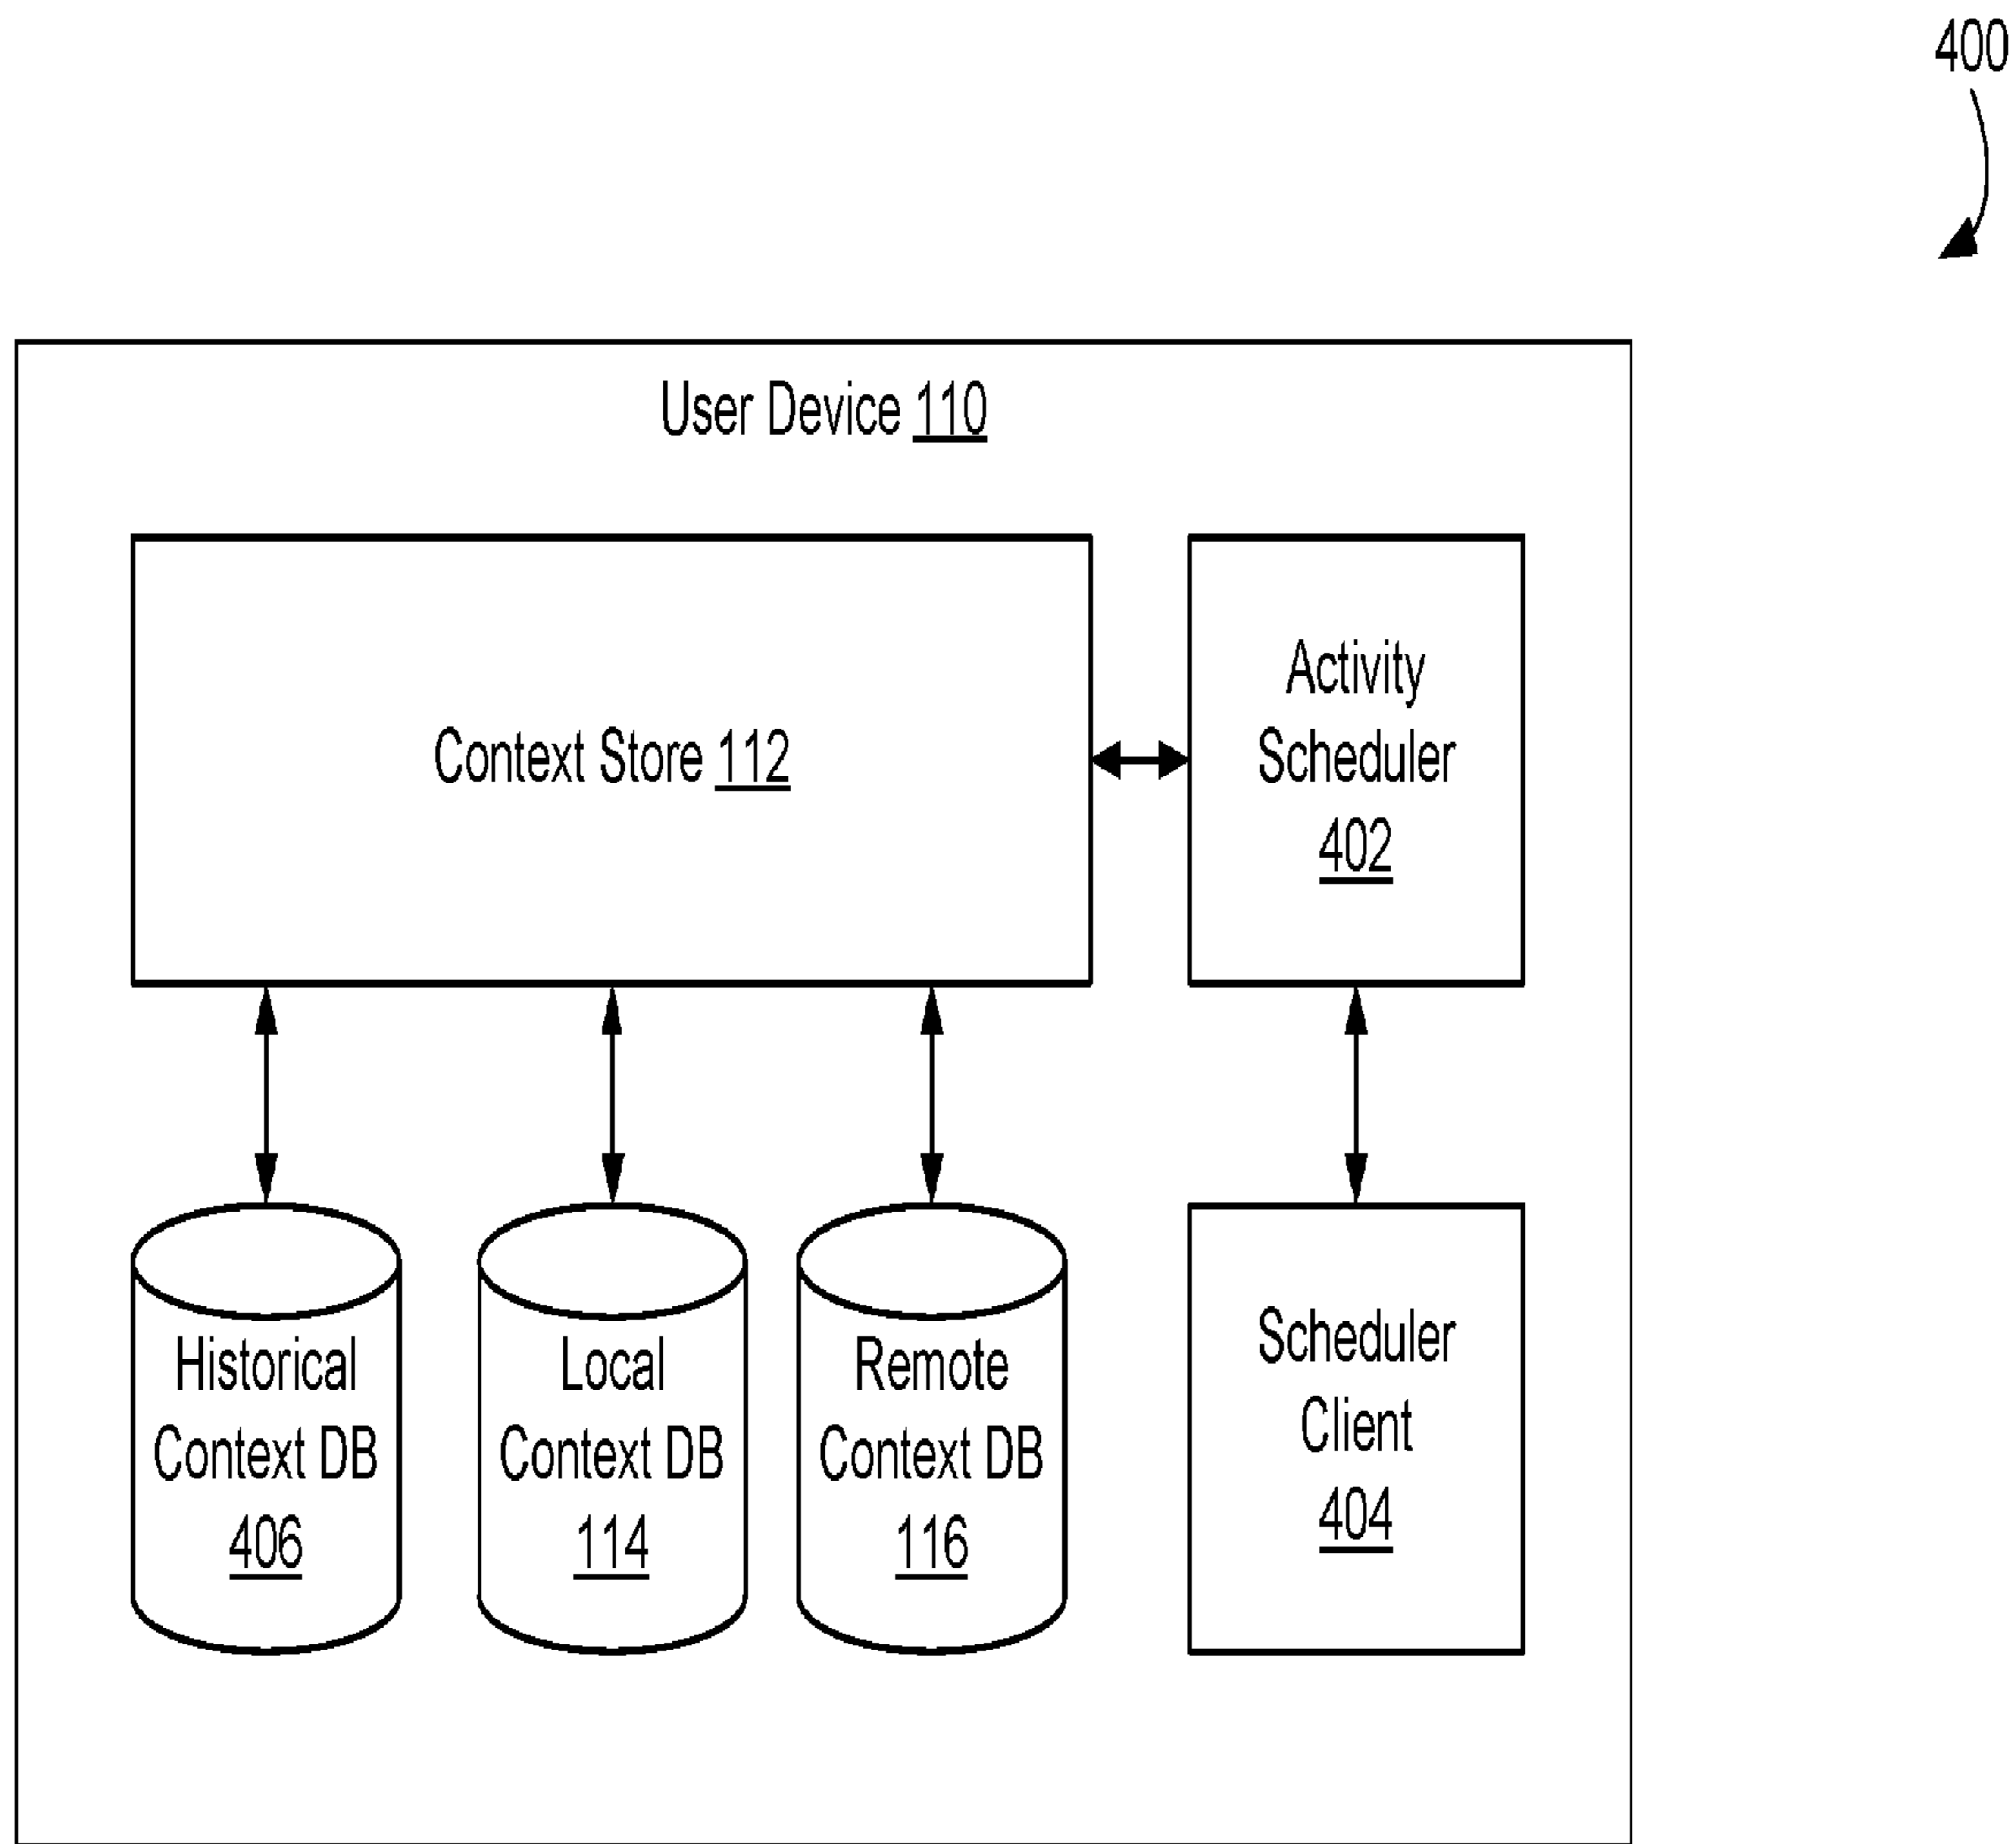 400
User Device 110
Context Store 112
Activity
Scheduler
402
Historical
Context DB
406
Local
Context DB
114
Remote
Context DB
116
Scheduler
Client
404